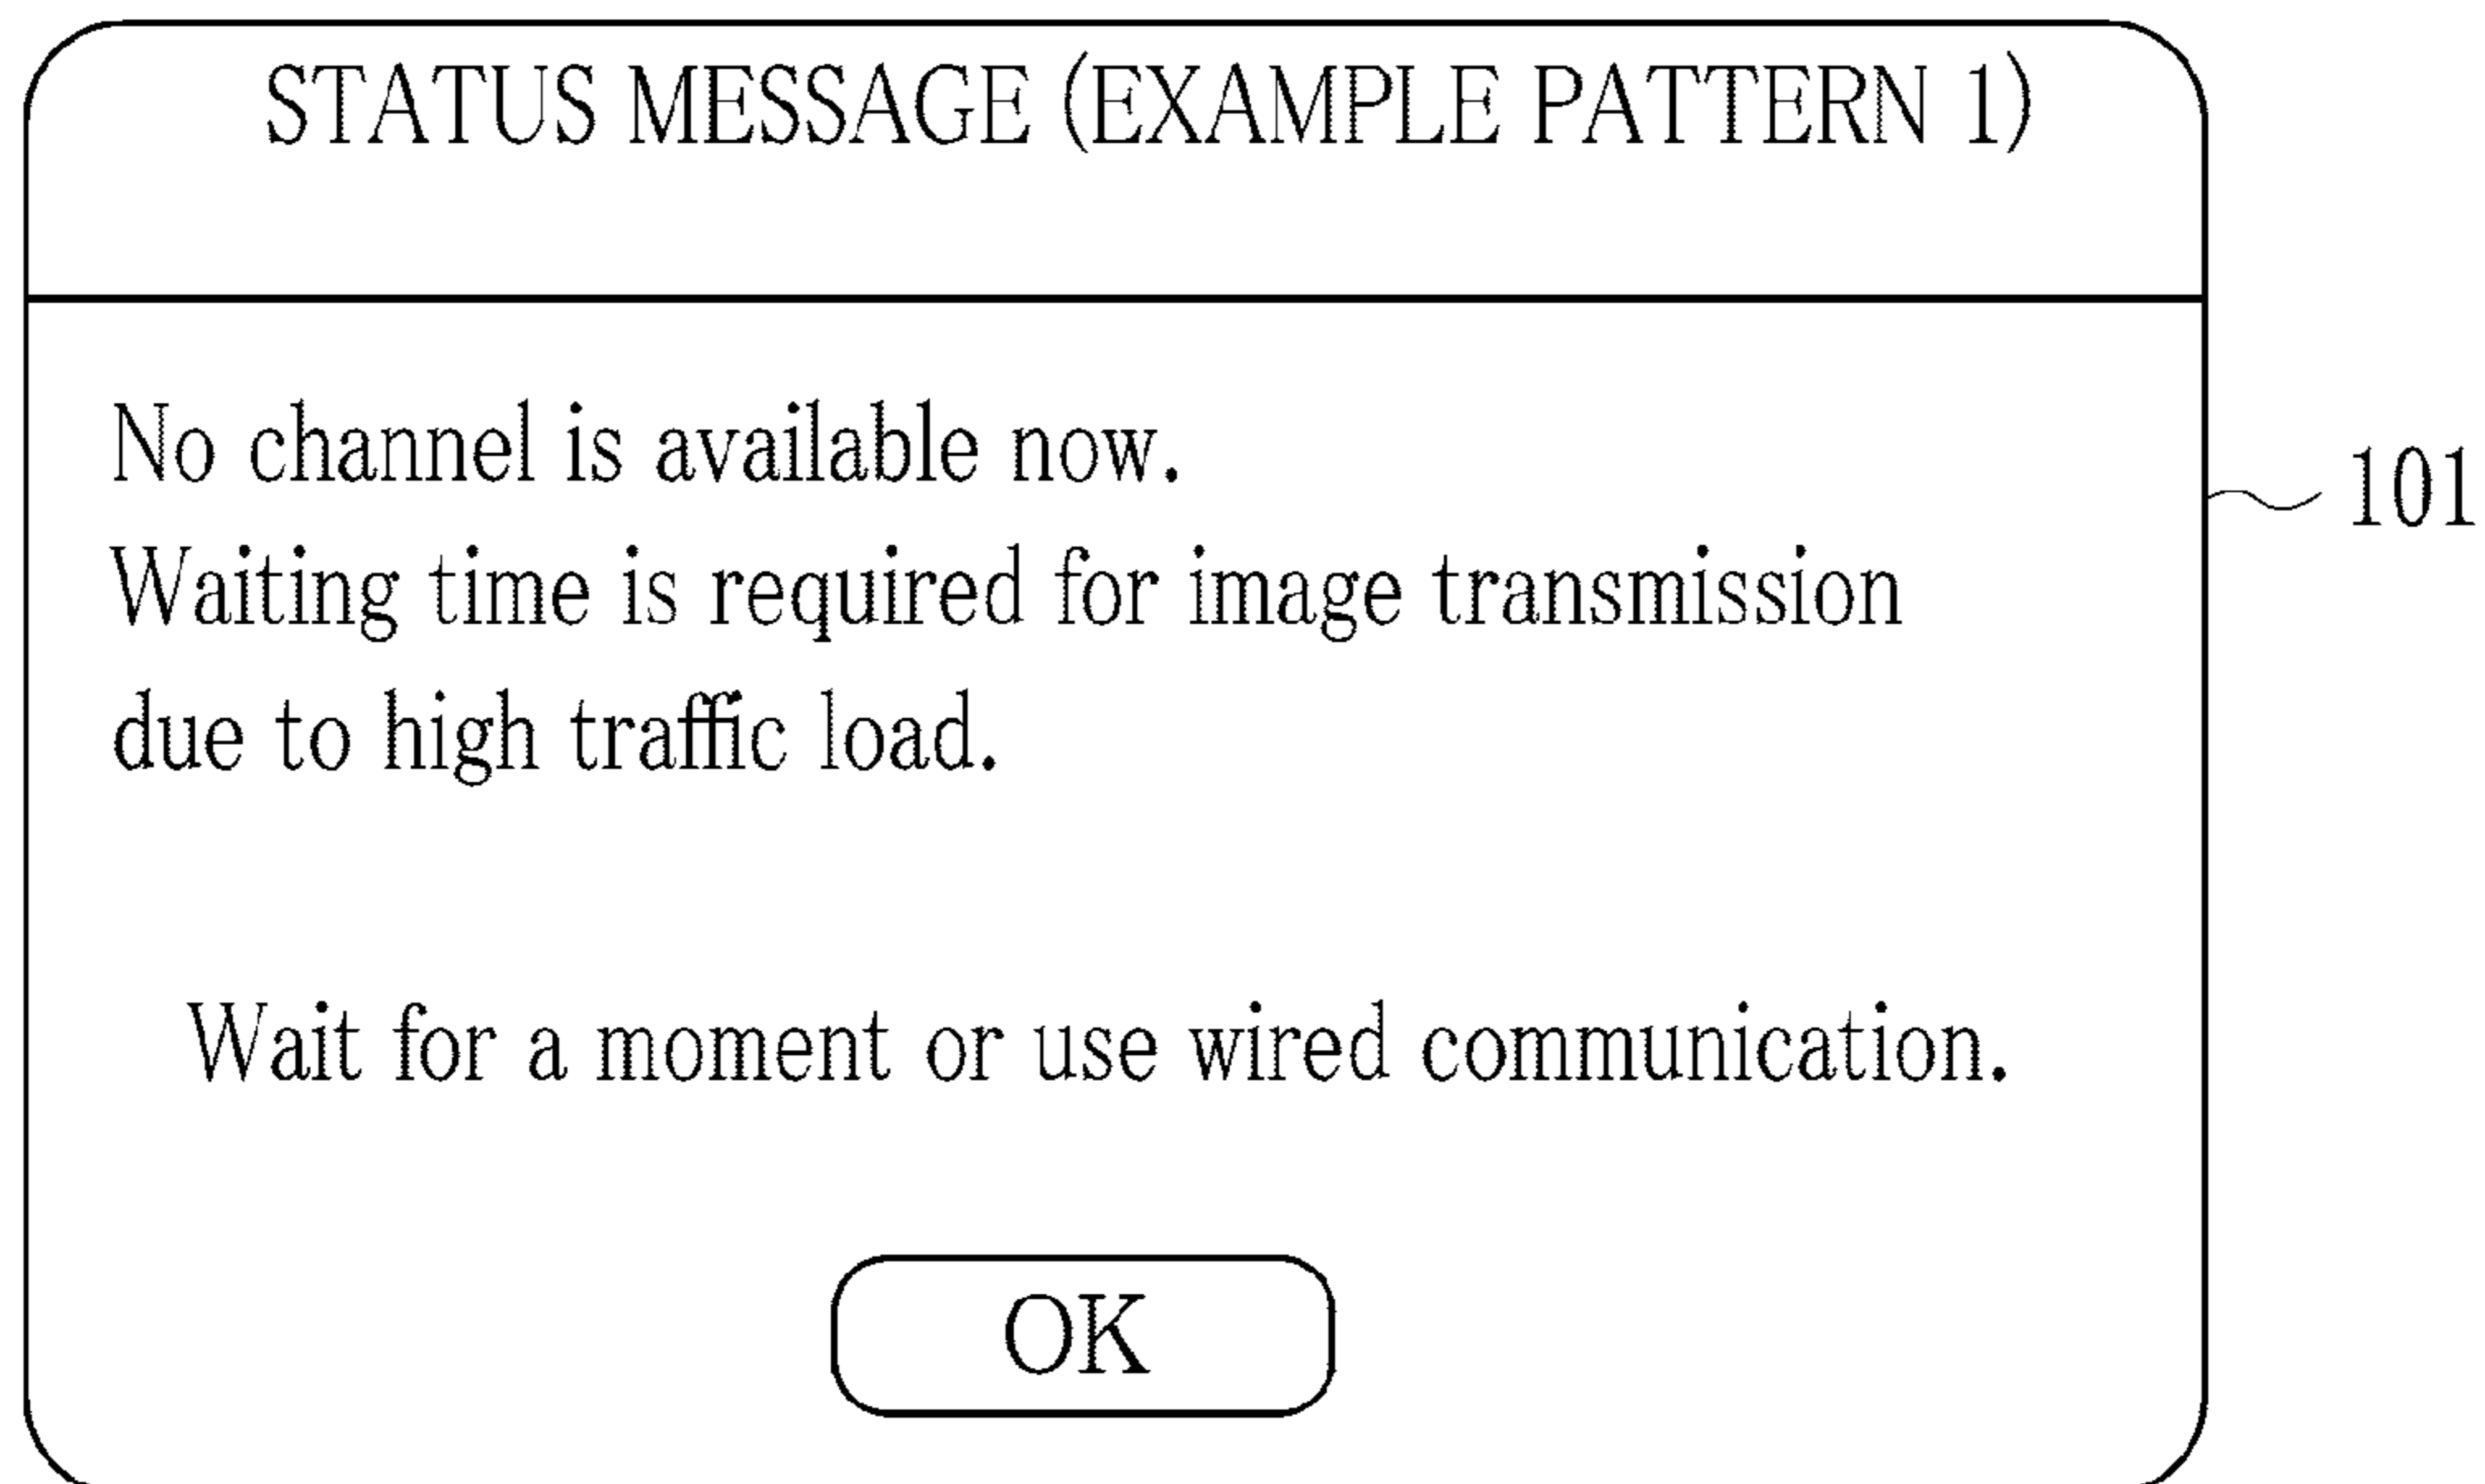 STATUS MESSAGE (EXAMPLE PATTERN 1)
No channel is available now.
Waiting time is required for image transmission
due to high traffic load.
Wait for a moment or use wired communication.
OK
101